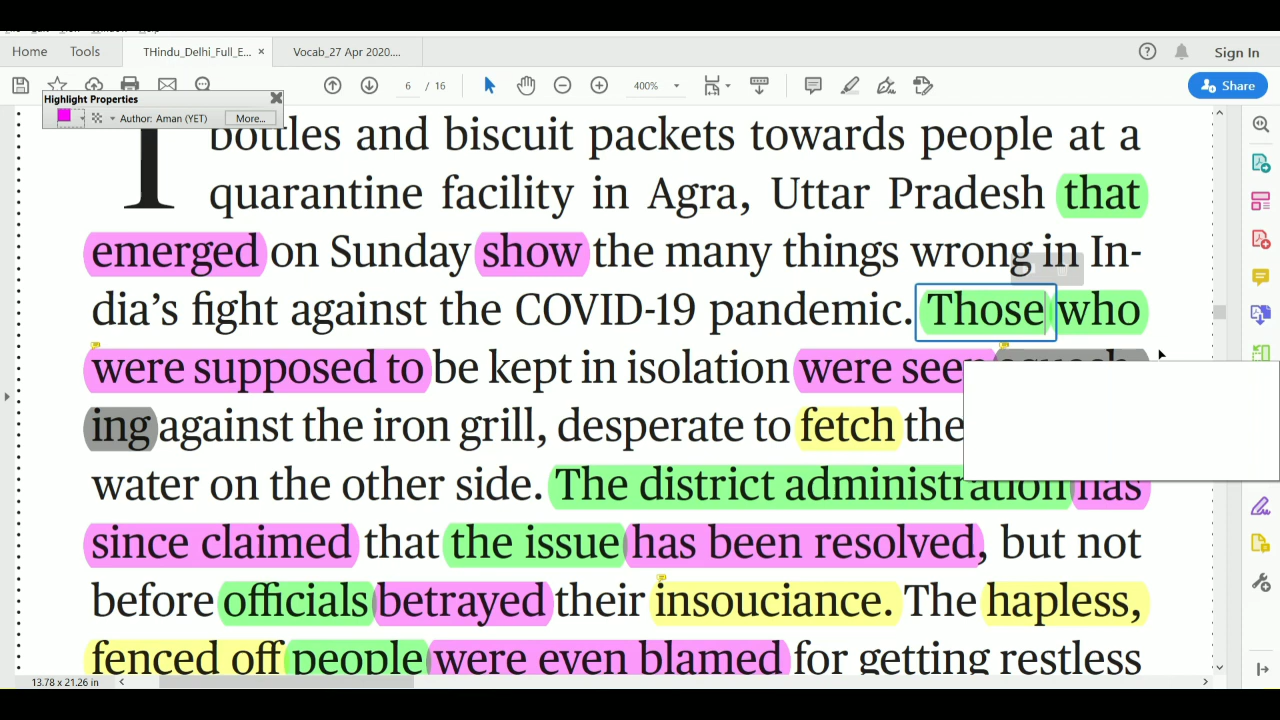 Home Tools THindu_Delhi_Full_E... × Vocab_27 Apr 2020.... Sign In
6 / 16 400% Share
Highlight Properties
Author: Aman (YET) More...
bottles and biscuit packets towards people at a
quarantine facility in Agra, Uttar Pradesh that
emerged on Sunday show the many things wrong in In-
dia's fight against the COVID-19 pandemic. Those who
were supposed to be kept in isolation were seen
ing against the iron grill, desperate to fetch the
water on the other side. The district administration has
since claimed that the issue has been resolved, but not
before officials betrayed their insouciance. The hapless,
fenced off people were even blamed for getting restless
13.78 x 21.26 in